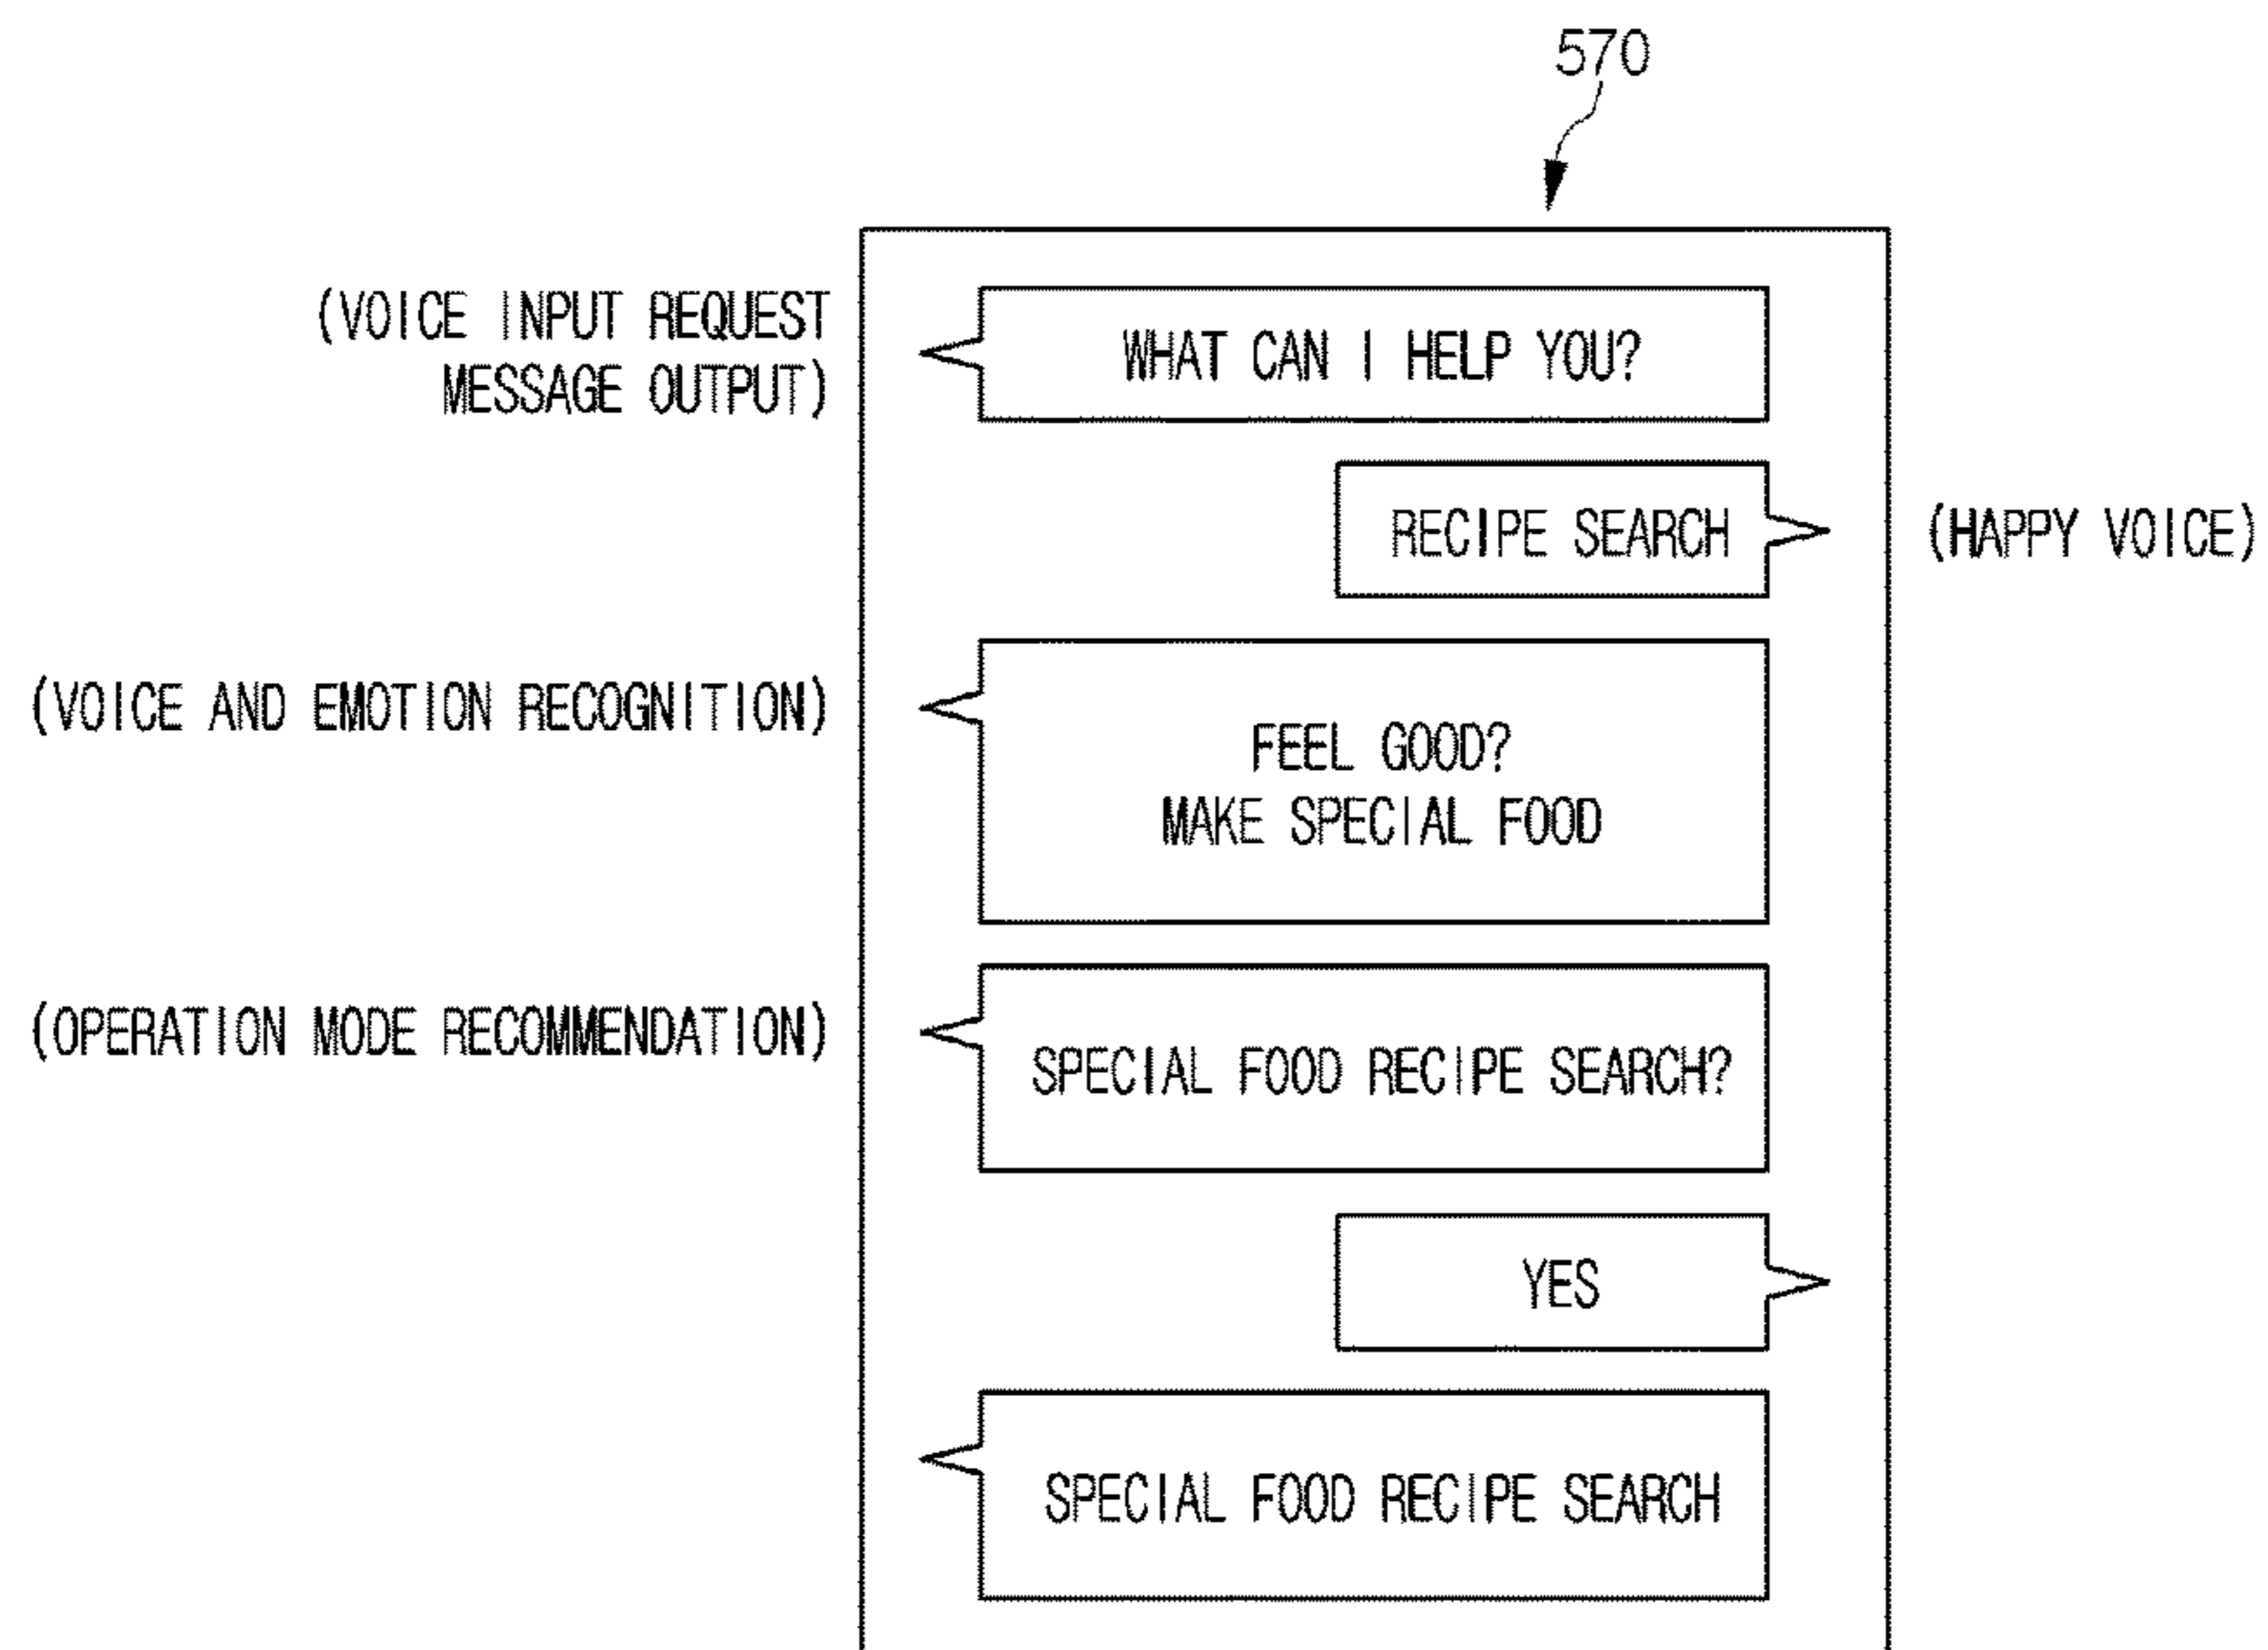 570
(VOICE INPUT REQUEST
MESSAGE OUTPUT)
WHAT CAN I HELP YOU?
RECIPE SEARCH
(HAPPY VOICE)
(VOICE AND EMOTION RECOGNITION)
FEEL GOOD?
MAKE SPECIAL FOOD
(OPERATION MODE RECOMMENDATION)
SPECIAL FOOD RECIPE SEARCH?
YES
SPECIAL FOOD RECIPE SEARCH